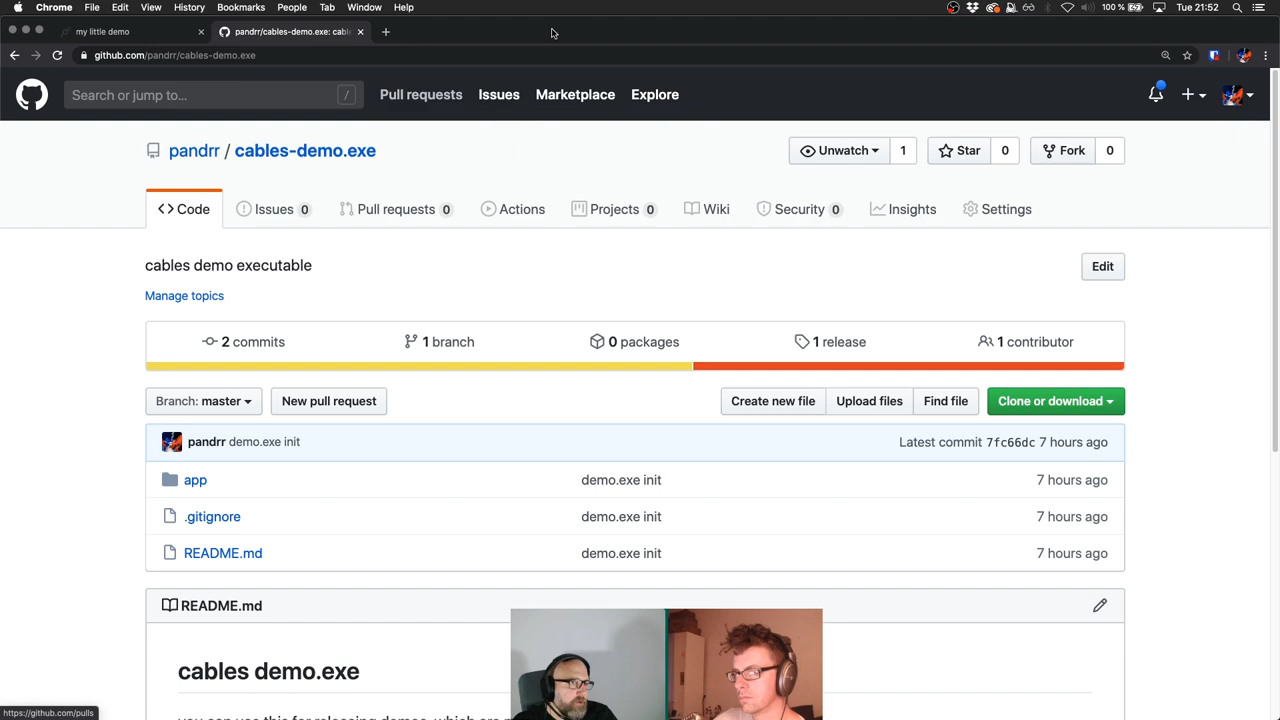 Chrome File Edit View History Bookmarks People Tab Window Help 100 % Tue 21:52
my little demo pandrr/cables-demo.exe: cabl
github.com/pandrr/cables-demo.exe
Search or jump to... / Pull requests Issues Marketplace Explore
pandrr / cables-demo.exe Unwatch 1 Star 0 Fork 0
Code Issues 0 Pull requests 0 Actions Projects 0 Wiki Security 0 Insights Settings
cables demo executable Edit
Manage topics
2 commits 1 branch 0 packages 1 release 1 contributor
Branch: master New pull request Create new file Upload files Find file Clone or download
pandrr demo.exe init Latest commit 7fc66dc 7 hours ago
app demo.exe init 7 hours ago
.gitignore demo.exe init 7 hours ago
README.md demo.exe init 7 hours ago
README.md
cables demo.exe
https://github.com/pulls